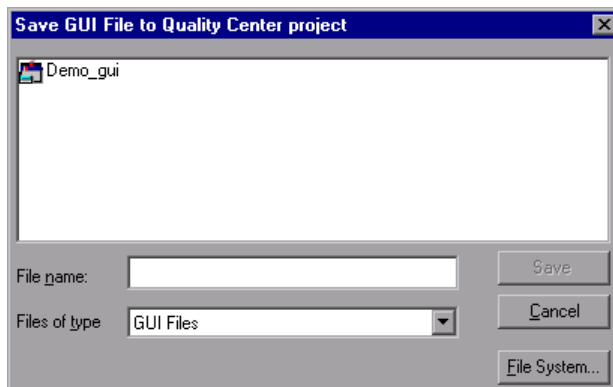 Save GUI File to Quality Center project
Demo_gui
File name:
Save
Files of type
GUI Files
Cancel
File System...